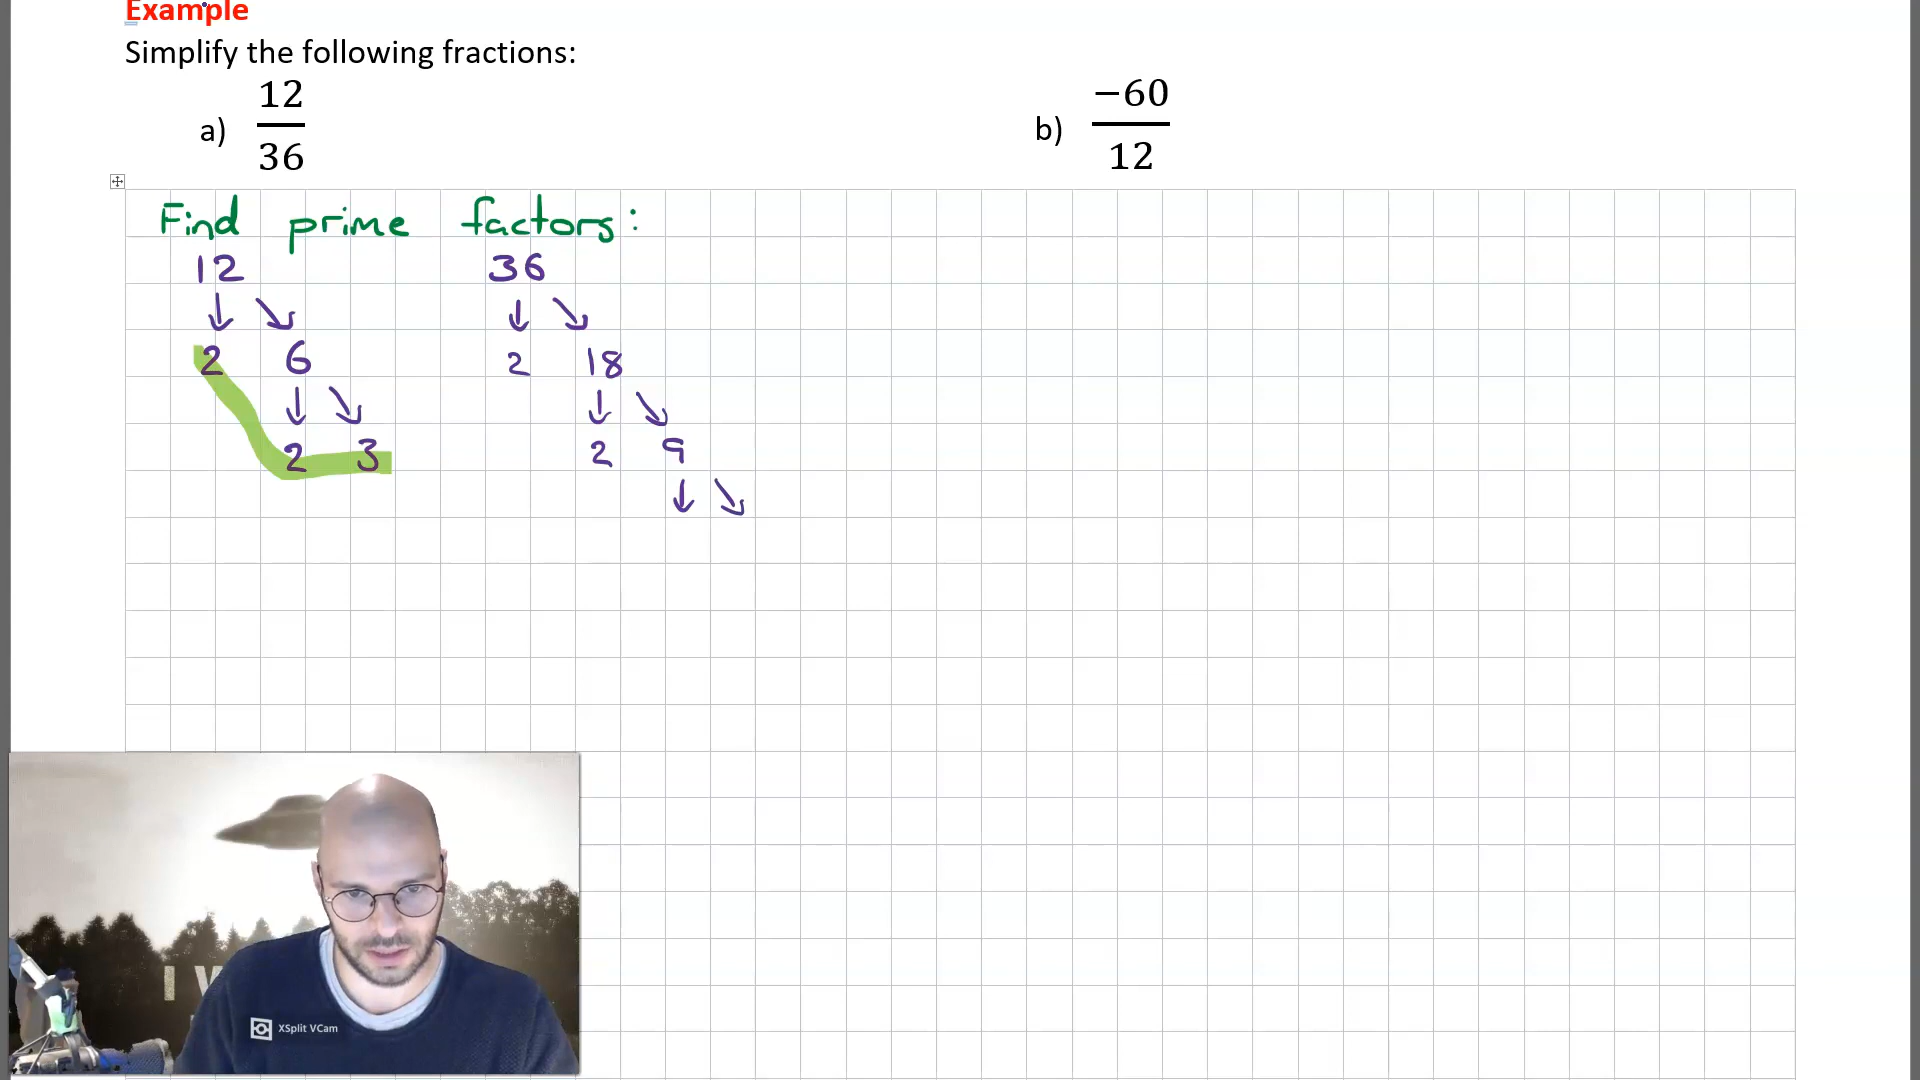 Example
Simplify the following fractions:
a) 12/36
b) −60/12
Find prime factors:
12 36
↓ ↘ ↓ ↘
2 6 2 18
↓ ↘ ↓ ↘
2 3 2 9
↓ ↘
XSplit VCam